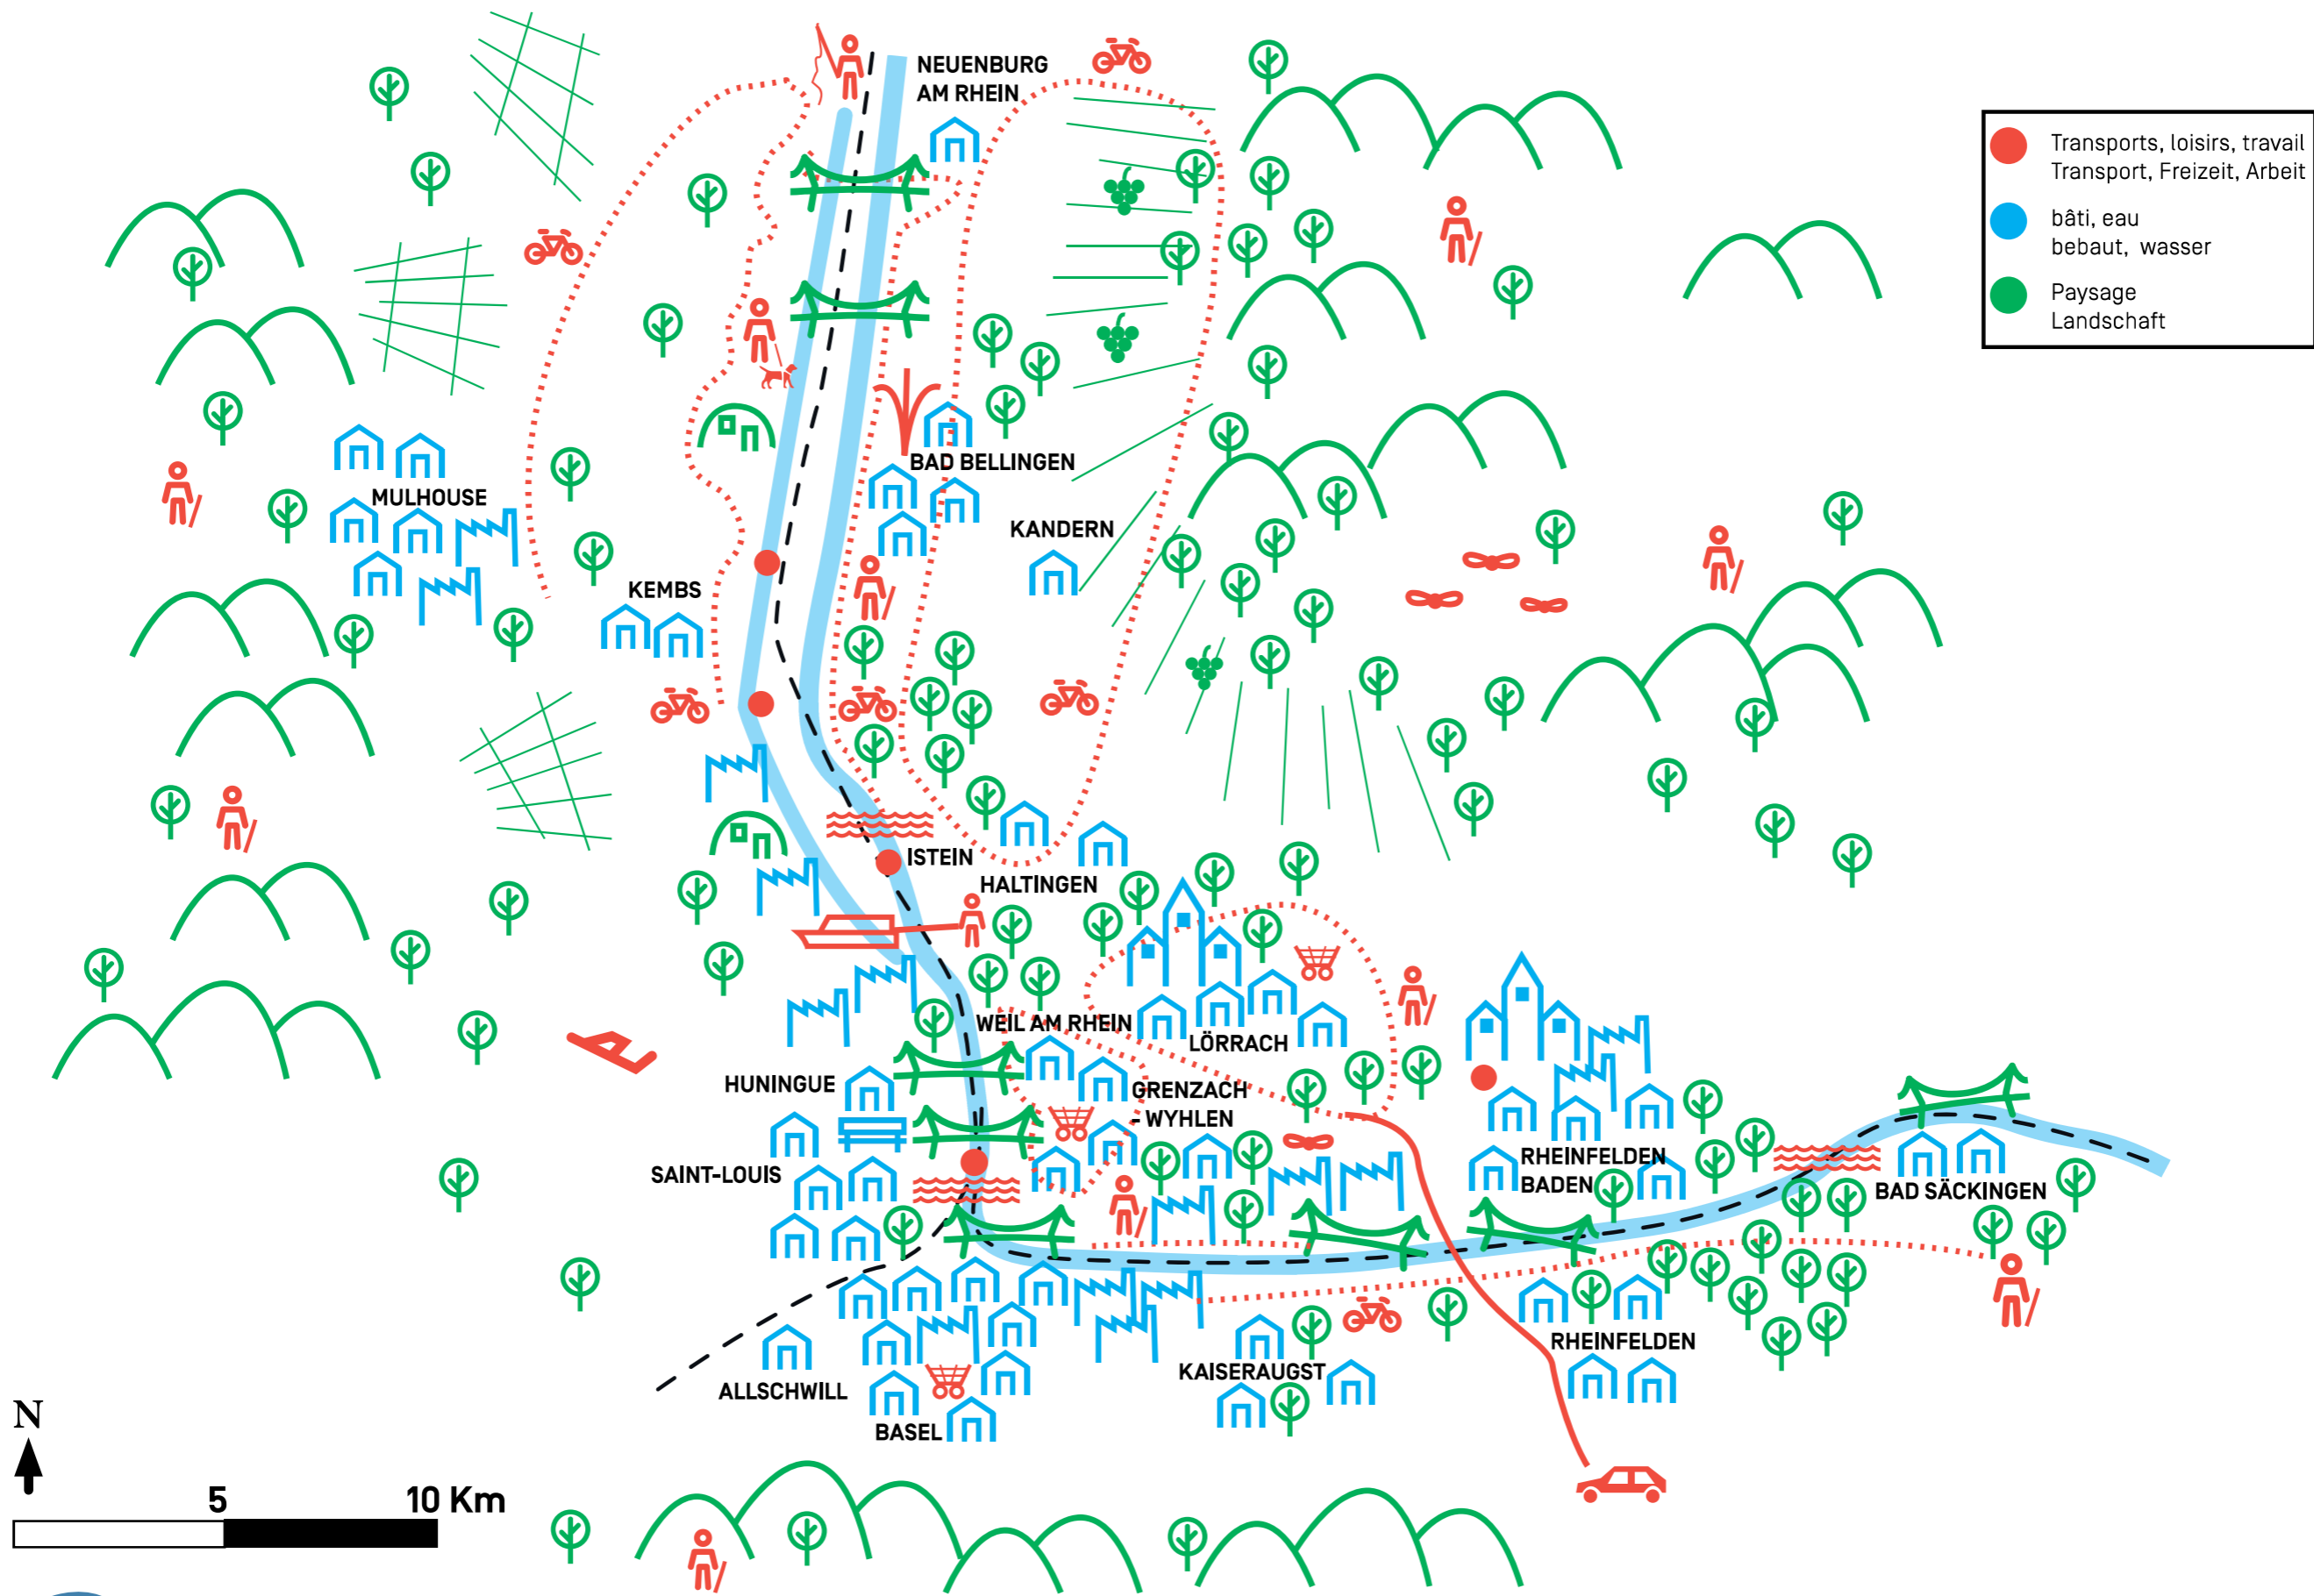 NEUENBURG
AM RHEIN
Transports, loisirs, travail
Transport, Freizeit, Arbeit
bâti, eau
bebaut, wasser
Paysage
Landschaft
BAD BELLINGEN
MULHOUSE
KANDERN
KEMBS
ISTEIN
HALTINGEN
WEIL AM RHEIN
LÖRRACH
HUNINGUE
GRENZACH
-WYHLEN
SAINT-LOUIS
RHEINFELDEN
BADEN
BAD SÄCKINGEN
RHEINFELDEN
KAISERAUGST
ALLSCHWILL
BASEL
N
5
10 Km